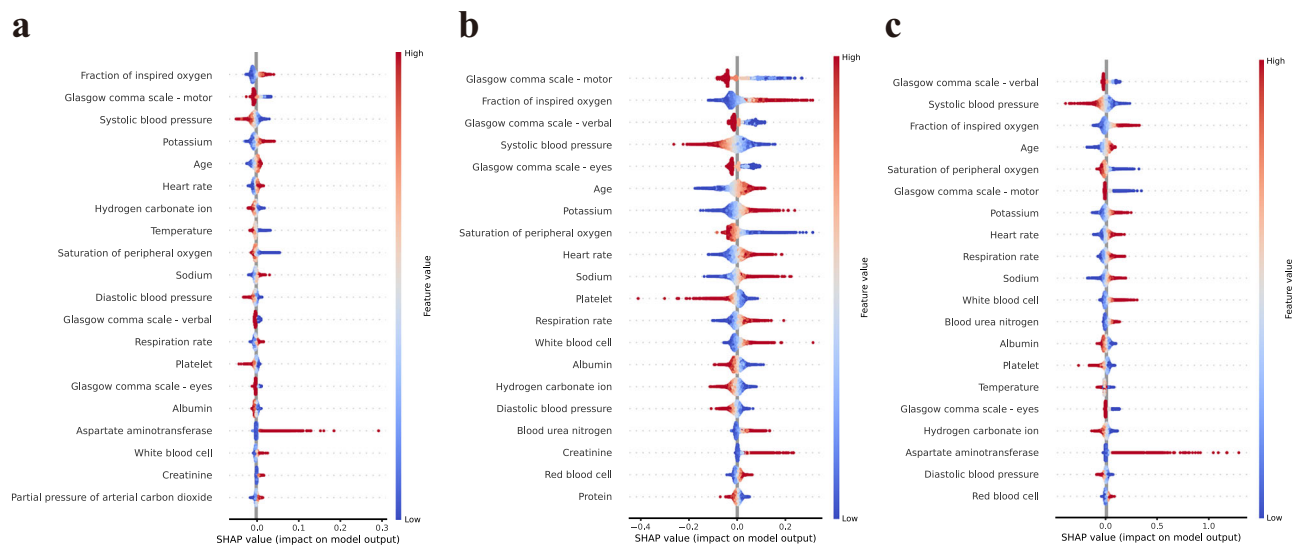 a
High
Fraction of inspired oxygen
Glasgow comma scale - motor
Systolic blood pressure
Potassium
Age
Heart rate
Hydrogen carbonate ion
Temperature
Saturation of peripheral oxygen
Sodium
Diastolic blood pressure
Glasgow comma scale - verbal
Respiration rate
Platelet
Glasgow comma scale - eyes
Albumin
Aspartate aminotransferase
White blood cell
Creatinine
Partial pressure of arterial carbon dioxide
Feature value
Low
0.0 0.1 0.2 0.3
SHAP value (impact on model output)
b
High
Glasgow comma scale - motor
Fraction of inspired oxygen
Glasgow comma scale - verbal
Systolic blood pressure
Glasgow comma scale - eyes
Age
Potassium
Saturation of peripheral oxygen
Heart rate
Sodium
Platelet
Respiration rate
White blood cell
Albumin
Hydrogen carbonate ion
Diastolic blood pressure
Blood urea nitrogen
Creatinine
Red blood cell
Protein
Feature value
Low
−0.4 −0.2 0.0 0.2
SHAP value (impact on model output)
c
High
Glasgow comma scale - verbal
Systolic blood pressure
Fraction of inspired oxygen
Age
Saturation of peripheral oxygen
Glasgow comma scale - motor
Potassium
Heart rate
Respiration rate
Sodium
White blood cell
Blood urea nitrogen
Albumin
Platelet
Temperature
Glasgow comma scale - eyes
Hydrogen carbonate ion
Aspartate aminotransferase
Diastolic blood pressure
Red blood cell
Feature value
Low
0.0 0.5 1.0
SHAP value (impact on model output)